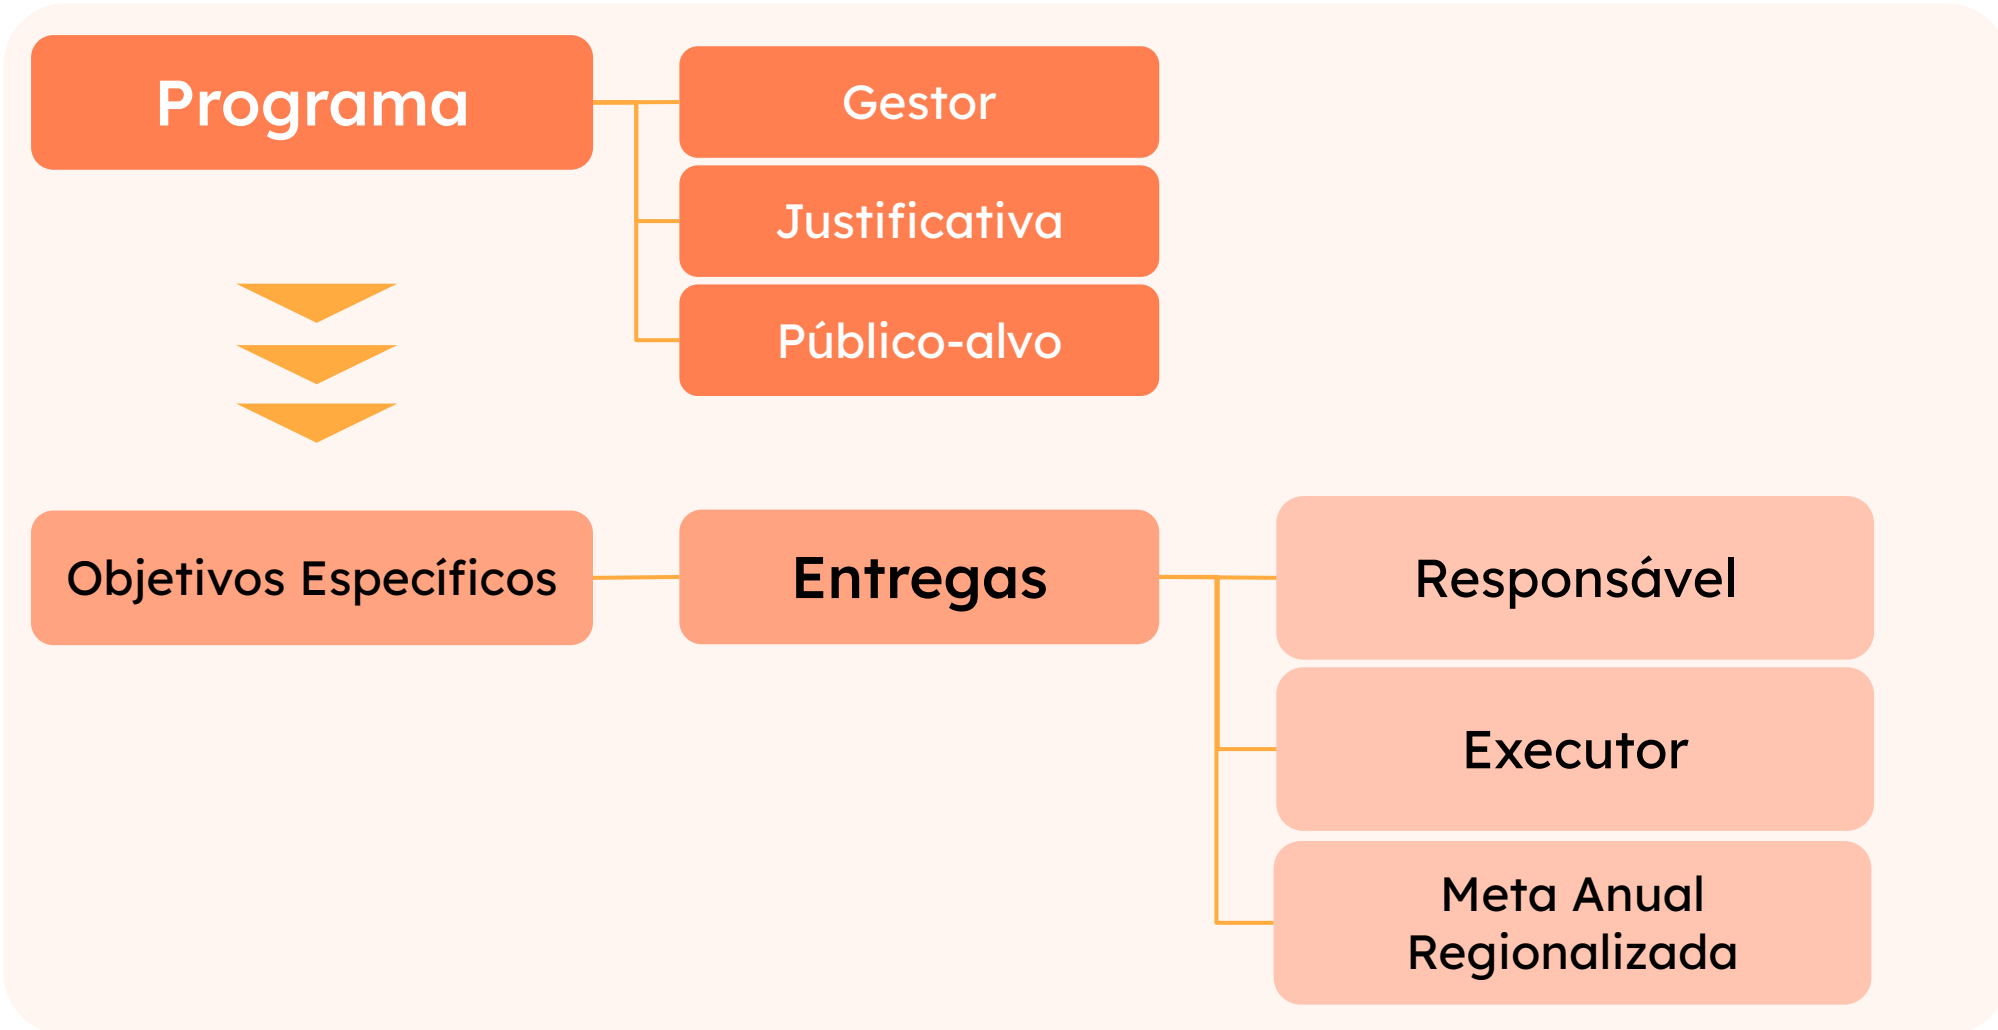 Programa
Gestor
Justificativa
Público-alvo
Objetivos Específicos
Entregas
Responsável
Executor
Meta Anual
Regionalizada